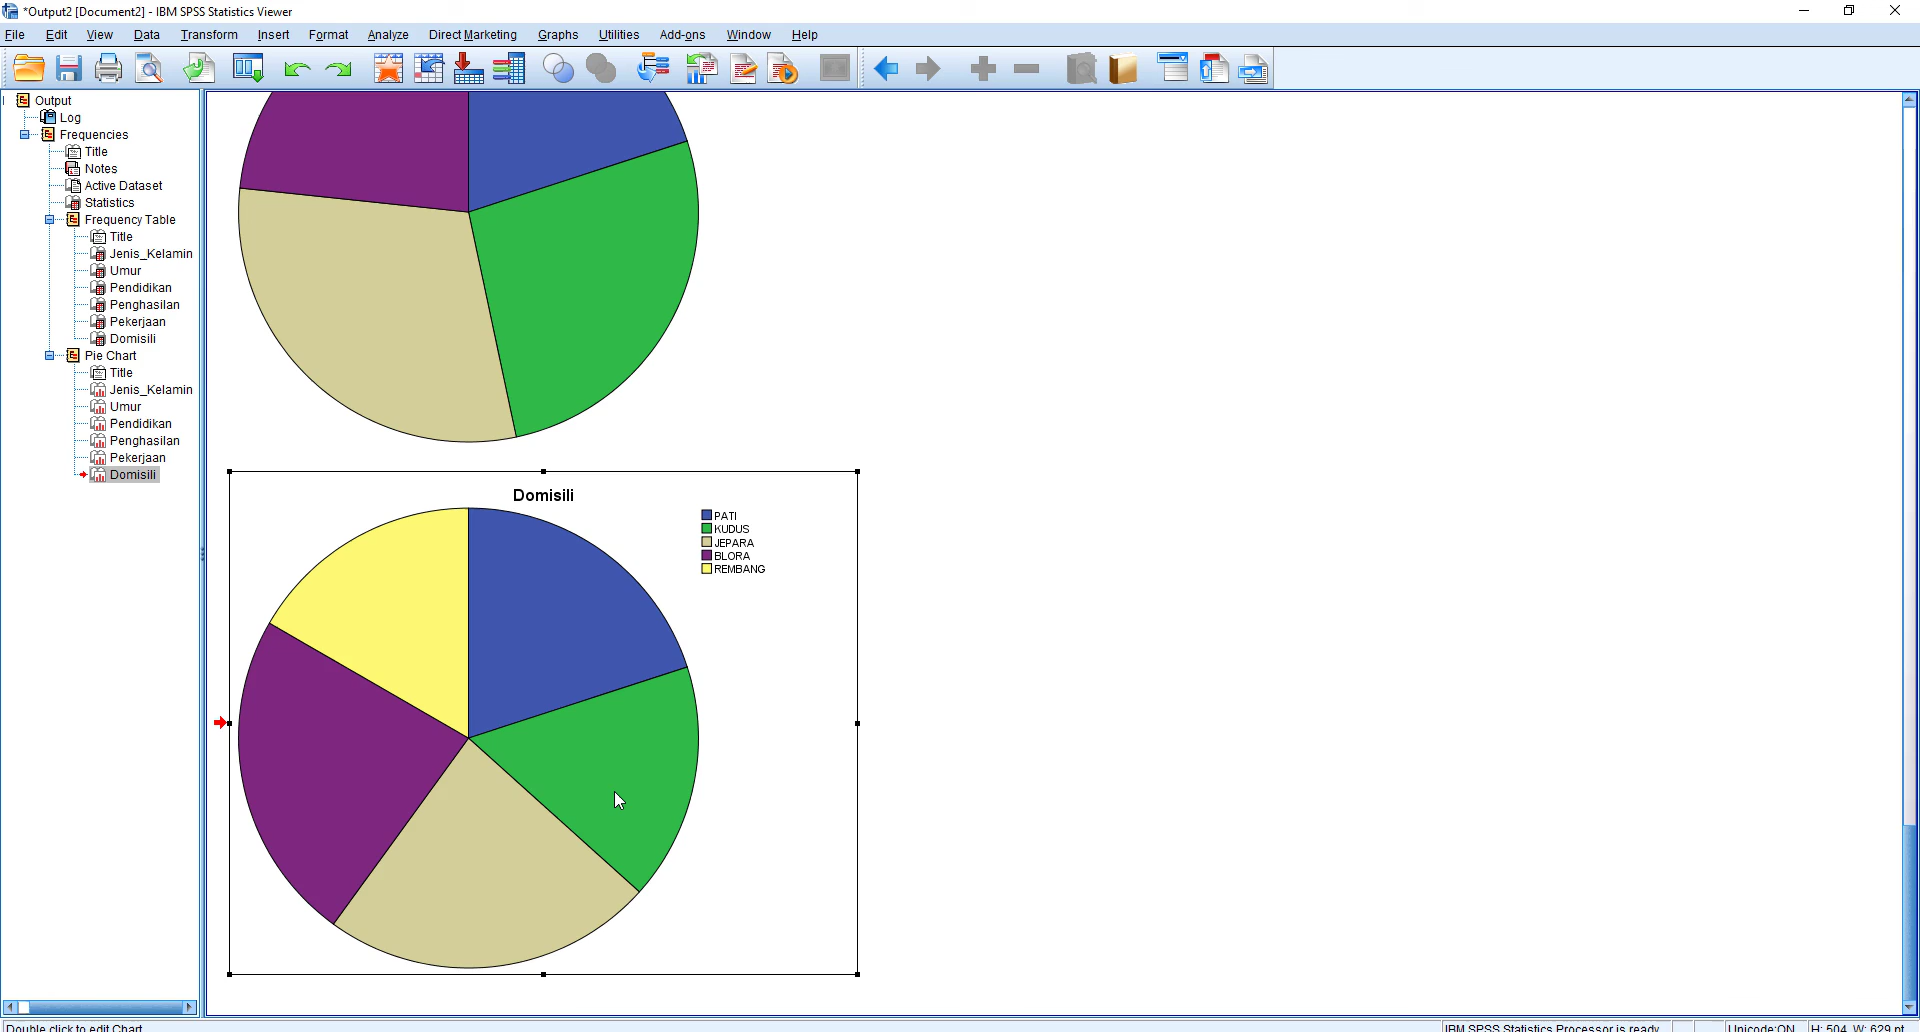 *Output2 [Document2] - IBM SPSS Statistics Viewer
File Edit View Data Transform Insert Format Analyze Direct Marketing Graphs Utilities Add-ons Window Help
Output
Log
Frequencies
Title
Notes
Active Dataset
Statistics
Frequency Table
Title
Jenis_Kelamin
Umur
Pendidikan
Penghasilan
Pekerjaan
Domisili
Pie Chart
Title
Jenis_Kelamin
Umur
Pendidikan
Penghasilan
Pekerjaan
Domisili
Domisili
PATI
KUDUS
JEPARA
BLORA
REMBANG
Double click to edit Chart
IBM SPSS Statistics Processor is ready
Unicode:ON
H: 504, W: 629 pt